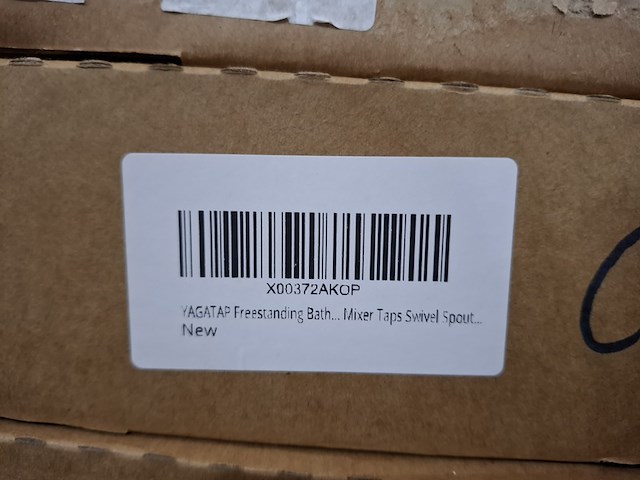 X00372AKOP
YAGATAP Freestanding Bath... Mixer Taps Swivel Spout...
New